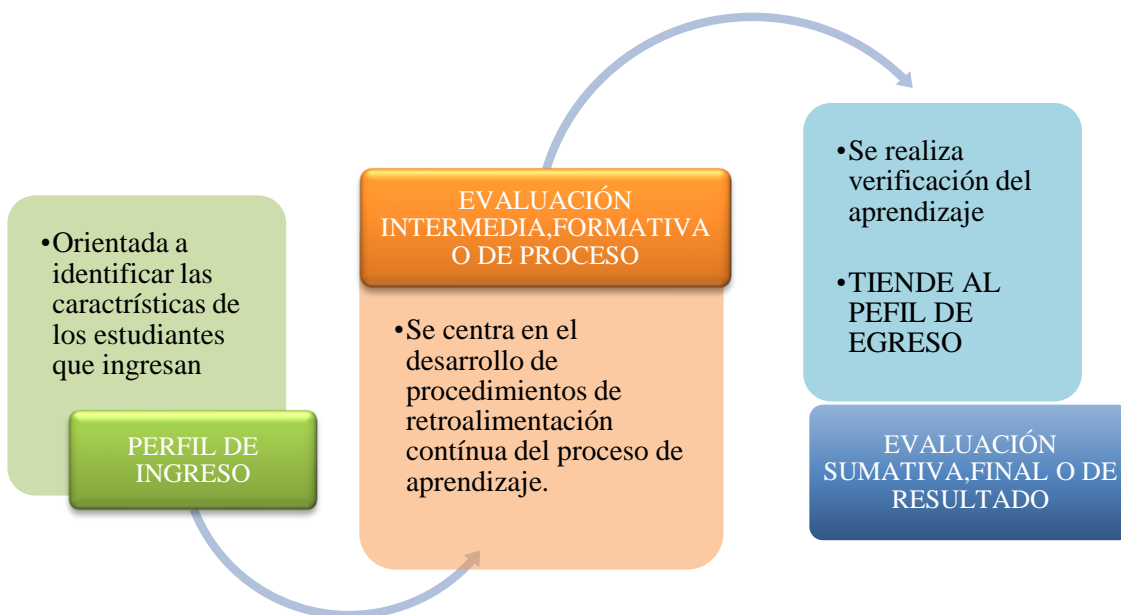 •Orientada a
identificar las
caractrísticas de
los estudiantes
que ingresan
PERFIL DE
INGRESO
EVALUACIÓN
INTERMEDIA,FORMATIVA
O DE PROCESO
•Se centra en el
desarrollo de
procedimientos de
retroalimentación
contínua del proceso de
aprendizaje.
•Se realiza
verificación del
aprendizaje
•TIENDE AL
PEFIL DE
EGRESO
EVALUACIÓN
SUMATIVA,FINAL O DE
RESULTADO